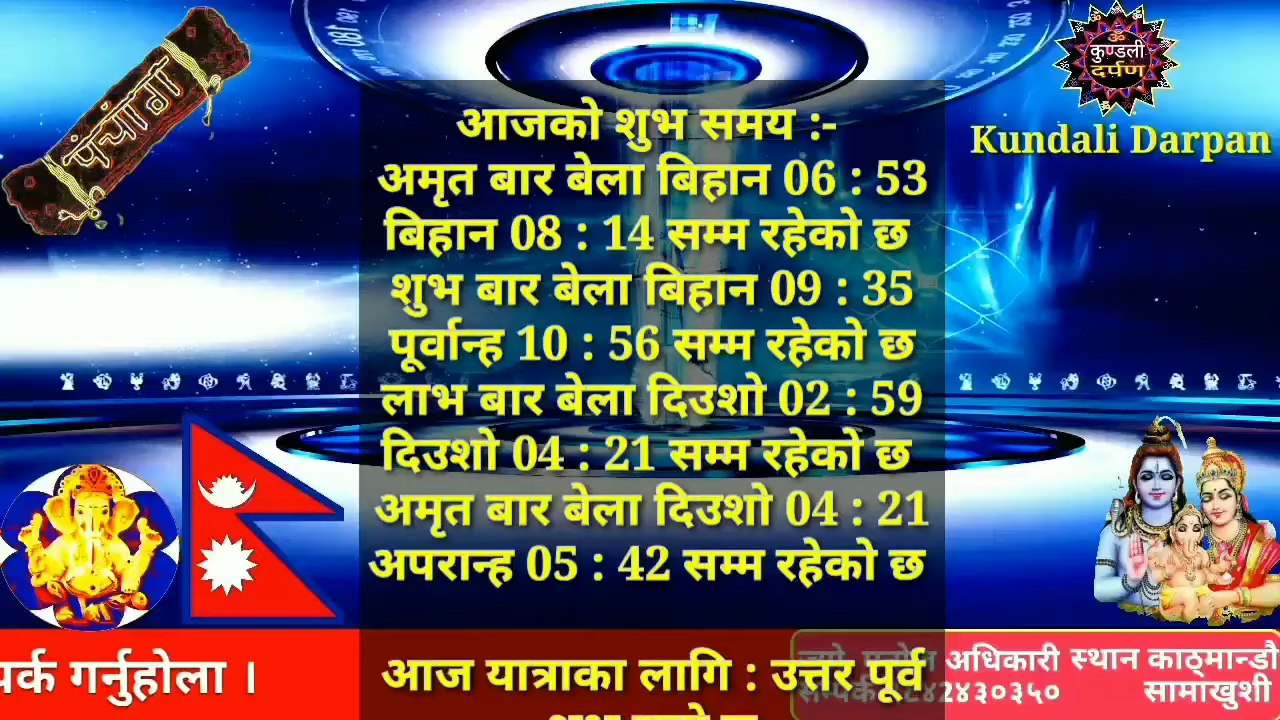 पंचांग
ॐ
कुण्डली
दर्पण
Kundali Darpan
आजको शुभ समय :-
अमृत बार बेला बिहान 06 : 53
बिहान 08 : 14 सम्म रहेको छ
शुभ बार बेला बिहान 09 : 35
पूर्वान्ह 10 : 56 सम्म रहेको छ
लाभ बार बेला दिउशो 02 : 59
दिउशो 04 : 21 सम्म रहेको छ
अमृत बार बेला दिउशो 04 : 21
अपरान्ह 05 : 42 सम्म रहेको छ
आज यात्राका लागि : उत्तर पूर्व
गर्नुहोला ।
अधिकारी स्थान काठ्मान्डौ
सम्पर्क २४३०३५० सामाखुशी